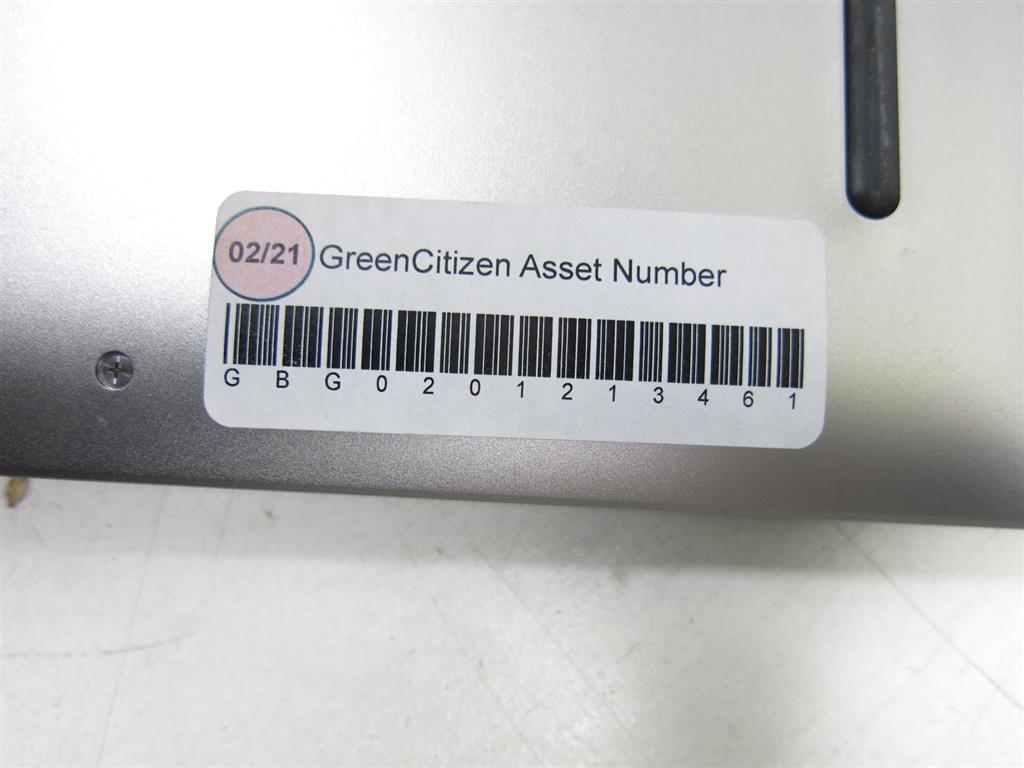 02/21 GreenCitizen Asset Number
G B G 0 2 0 1 2 1 3 4 6 1